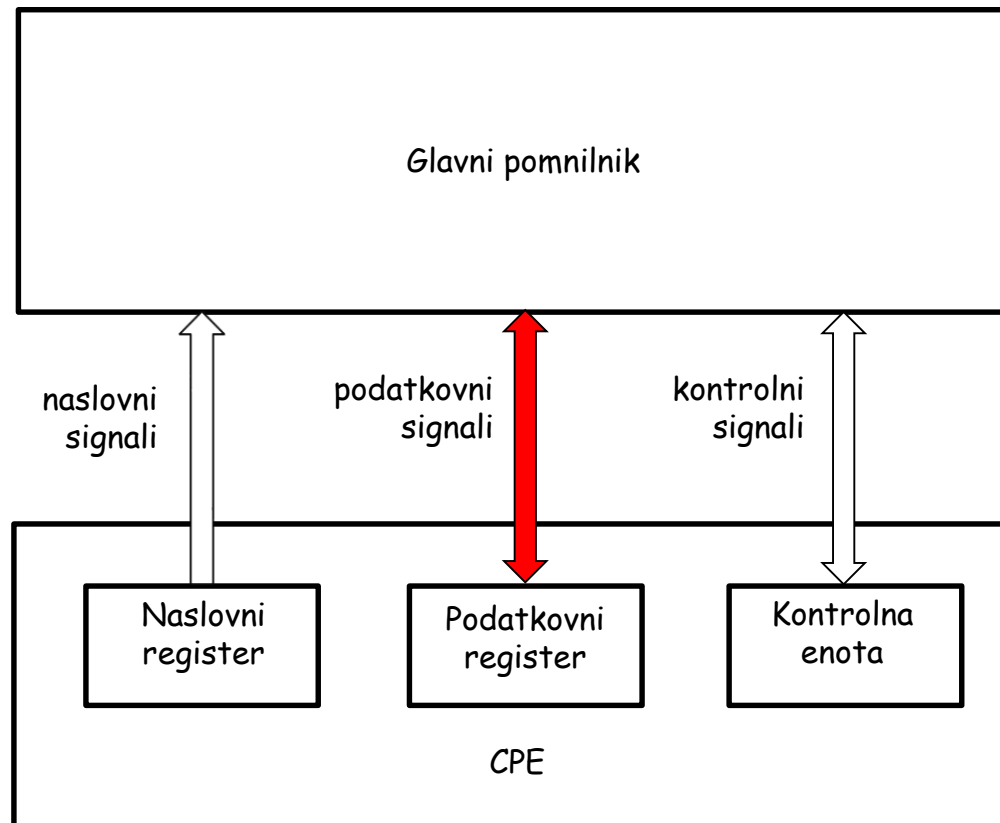 Glavni pomnilnik
naslovni
signali
podatkovni
signali
kontrolni
signali
Naslovni
register
Podatkovni
register
Kontrolna
enota
CPE